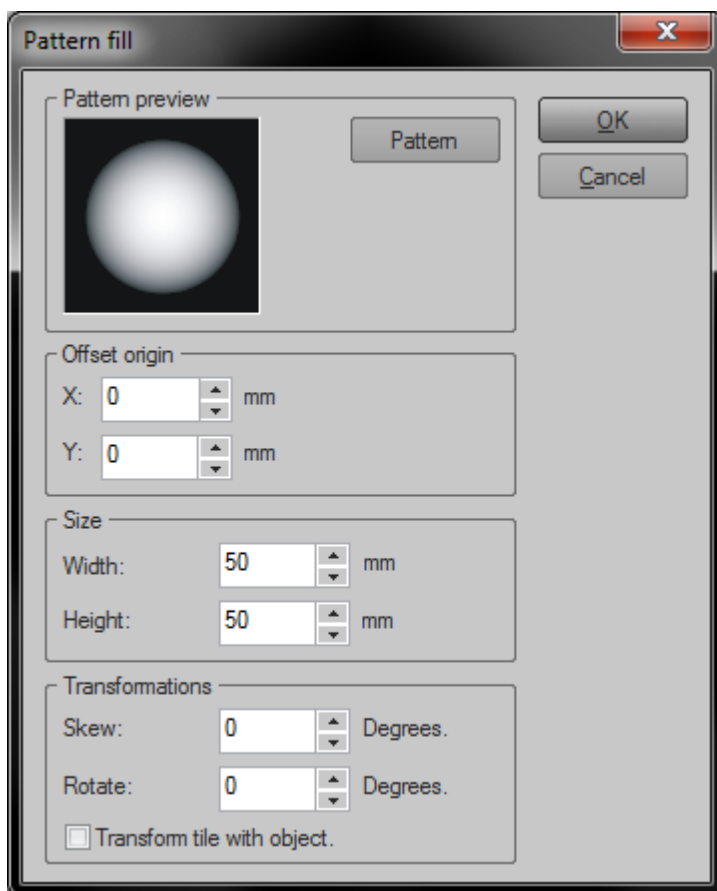 Pattern fill
Pattern preview
Pattern
OK
Cancel
Offset origin
X: 0 mm
Y: 0 mm
Size
Width: 50 mm
Height: 50 mm
Transformations
Skew: 0 Degrees.
Rotate: 0 Degrees.
Transform tile with object.